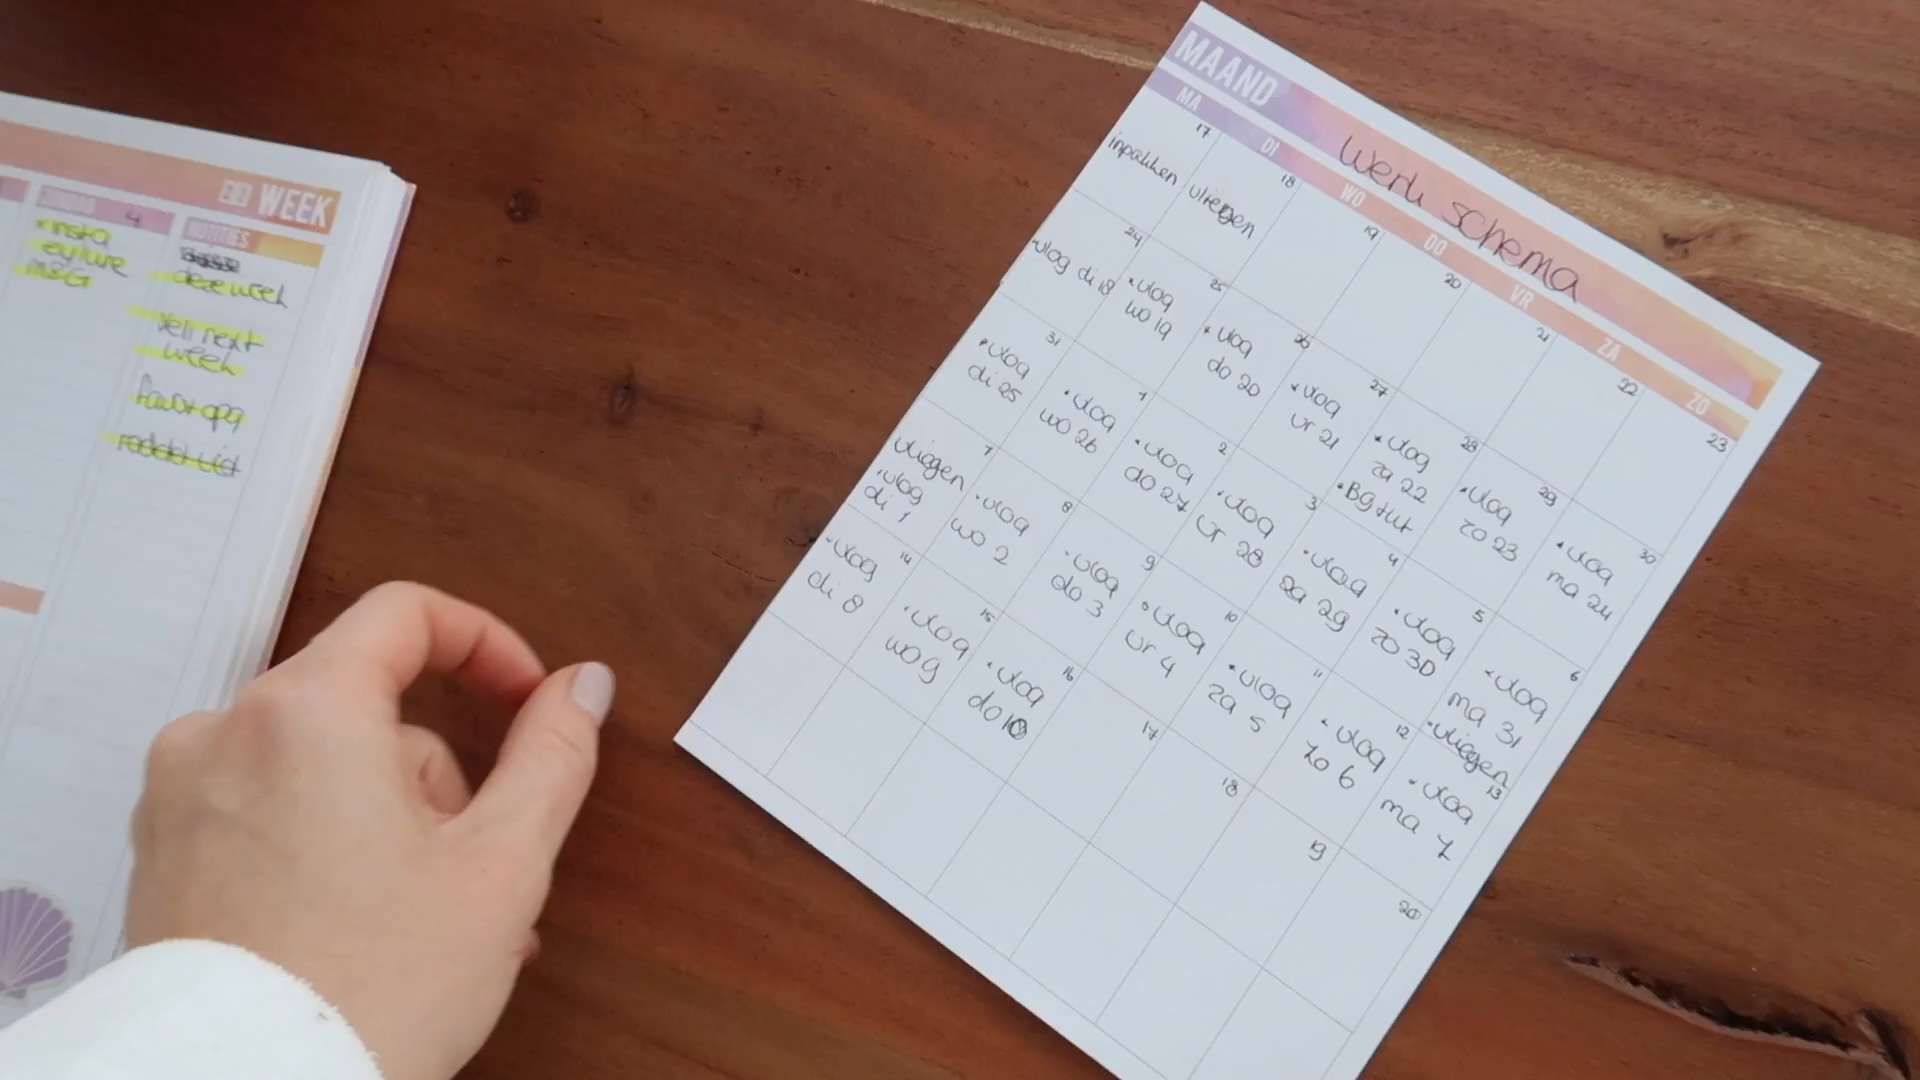 WEEK
4
NOTITIES
insta
eylure
M&G
deze week
vell next
week
favst apq
MAAND
Werk schema
MA
DI
WO
DO
VR
ZA
ZO
17
inpakken
18
vliegen
19
20
21
22
23
24
vlog di 18
25
vlog
wo 19
26
vlog
do 20
27
vlog
vr 21
28
vlog
za 22
Bg tut
29
vlog
zo 23
30
vlog
ma 24
31
vlog
di 25
1
vlog
wo 26
2
vlog
do 27
3
vlog
vr 28
4
vlog
za 29
5
vlog
zo 30
6
vlog
ma 31
vliegen
7
vliegen
vlog
di 1
8
vlog
wo 2
9
vlog
do 3
10
vlog
vr 4
11
vlog
za 5
12
vlog
zo 6
13
vlog
ma 7
14
vlog
di 8
15
vlog
wo 9
16
vlog
do 10
17
18
19
20